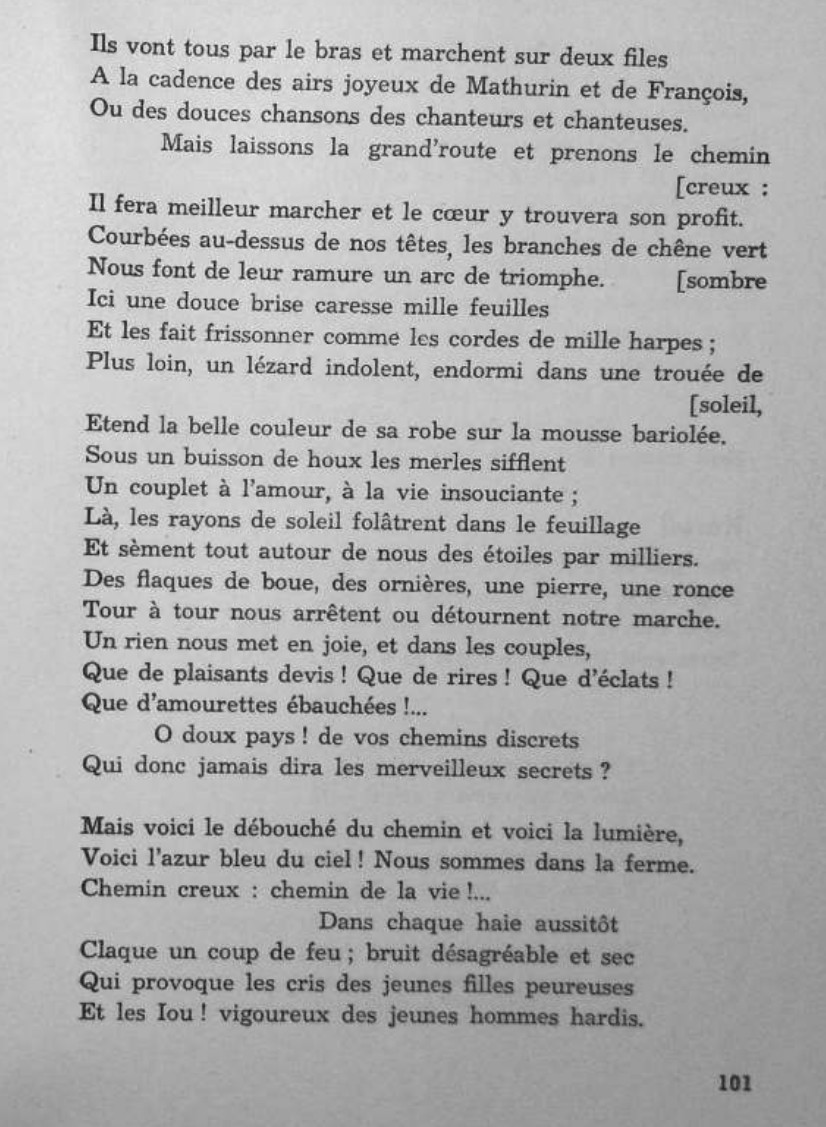 Ils vont tous par le bras et marchent sur deux files
A la cadence des airs joyeux de Mathurin et de François,
Ou des douces chansons des chanteurs et chanteuses.
Mais laissons la grand'route et prenons le chemin
[creux :
Il fera meilleur marcher et le cœur y trouvera son profit.
Courbées au-dessus de nos têtes, les branches de chêne vert
Nous font de leur ramure un arc de triomphe. [sombre
Ici une douce brise caresse mille feuilles
Et les fait frissonner comme les cordes de mille harpes ;
Plus loin, un lézard indolent, endormi dans une trouée de
[soleil,
Etend la belle couleur de sa robe sur la mousse bariolée.
Sous un buisson de houx les merles sifflent
Un couplet à l'amour, à la vie insouciante ;
Là, les rayons de soleil folâtrent dans le feuillage
Et sèment tout autour de nous des étoiles par milliers.
Des flaques de boue, des ornières, une pierre, une ronce
Tour à tour nous arrêtent ou détournent notre marche.
Un rien nous met en joie, et dans les couples,
Que de plaisants devis ! Que de rires ! Que d'éclats !
Que d'amourettes ébauchées !...
O doux pays ! de vos chemins discrets
Qui donc jamais dira les merveilleux secrets ?
Mais voici le débouché du chemin et voici la lumière,
Voici l'azur bleu du ciel ! Nous sommes dans la ferme.
Chemin creux : chemin de la vie !...
Dans chaque haie aussitôt
Claque un coup de feu ; bruit désagréable et sec
Qui provoque les cris des jeunes filles peureuses
Et les Iou ! vigoureux des jeunes hommes hardis.
101